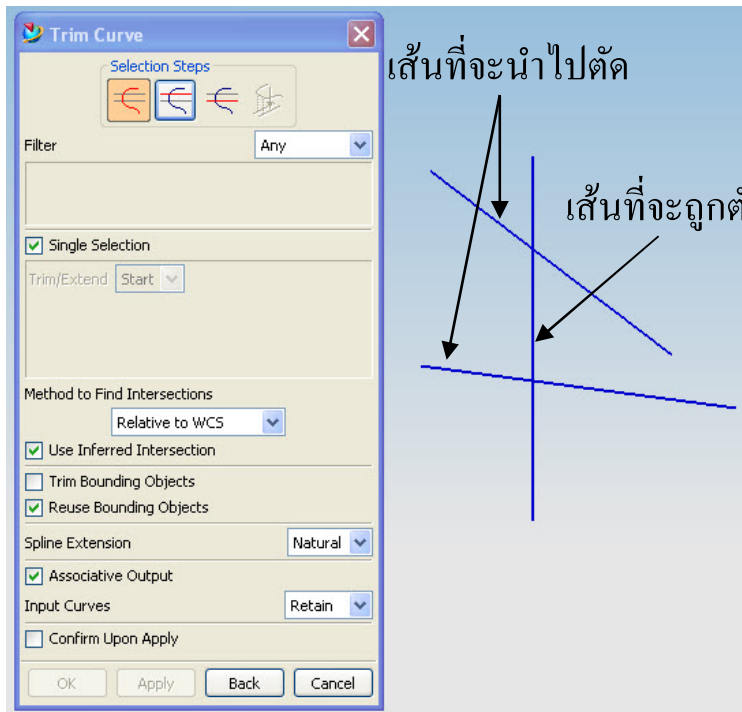 Trim Curve
Selection Steps
Filter
Any
Single Selection
Trim/Extend Start
Method to Find Intersections
Relative to WCS
Use Inferred Intersection
Trim Bounding Objects
Reuse Bounding Objects
Spline Extension
Natural
Associative Output
Input Curves
Retain
Confirm Upon Apply
OK
Apply
Back
Cancel
เส้นที่จะนำไปตัด
เส้นที่จะถูกตั